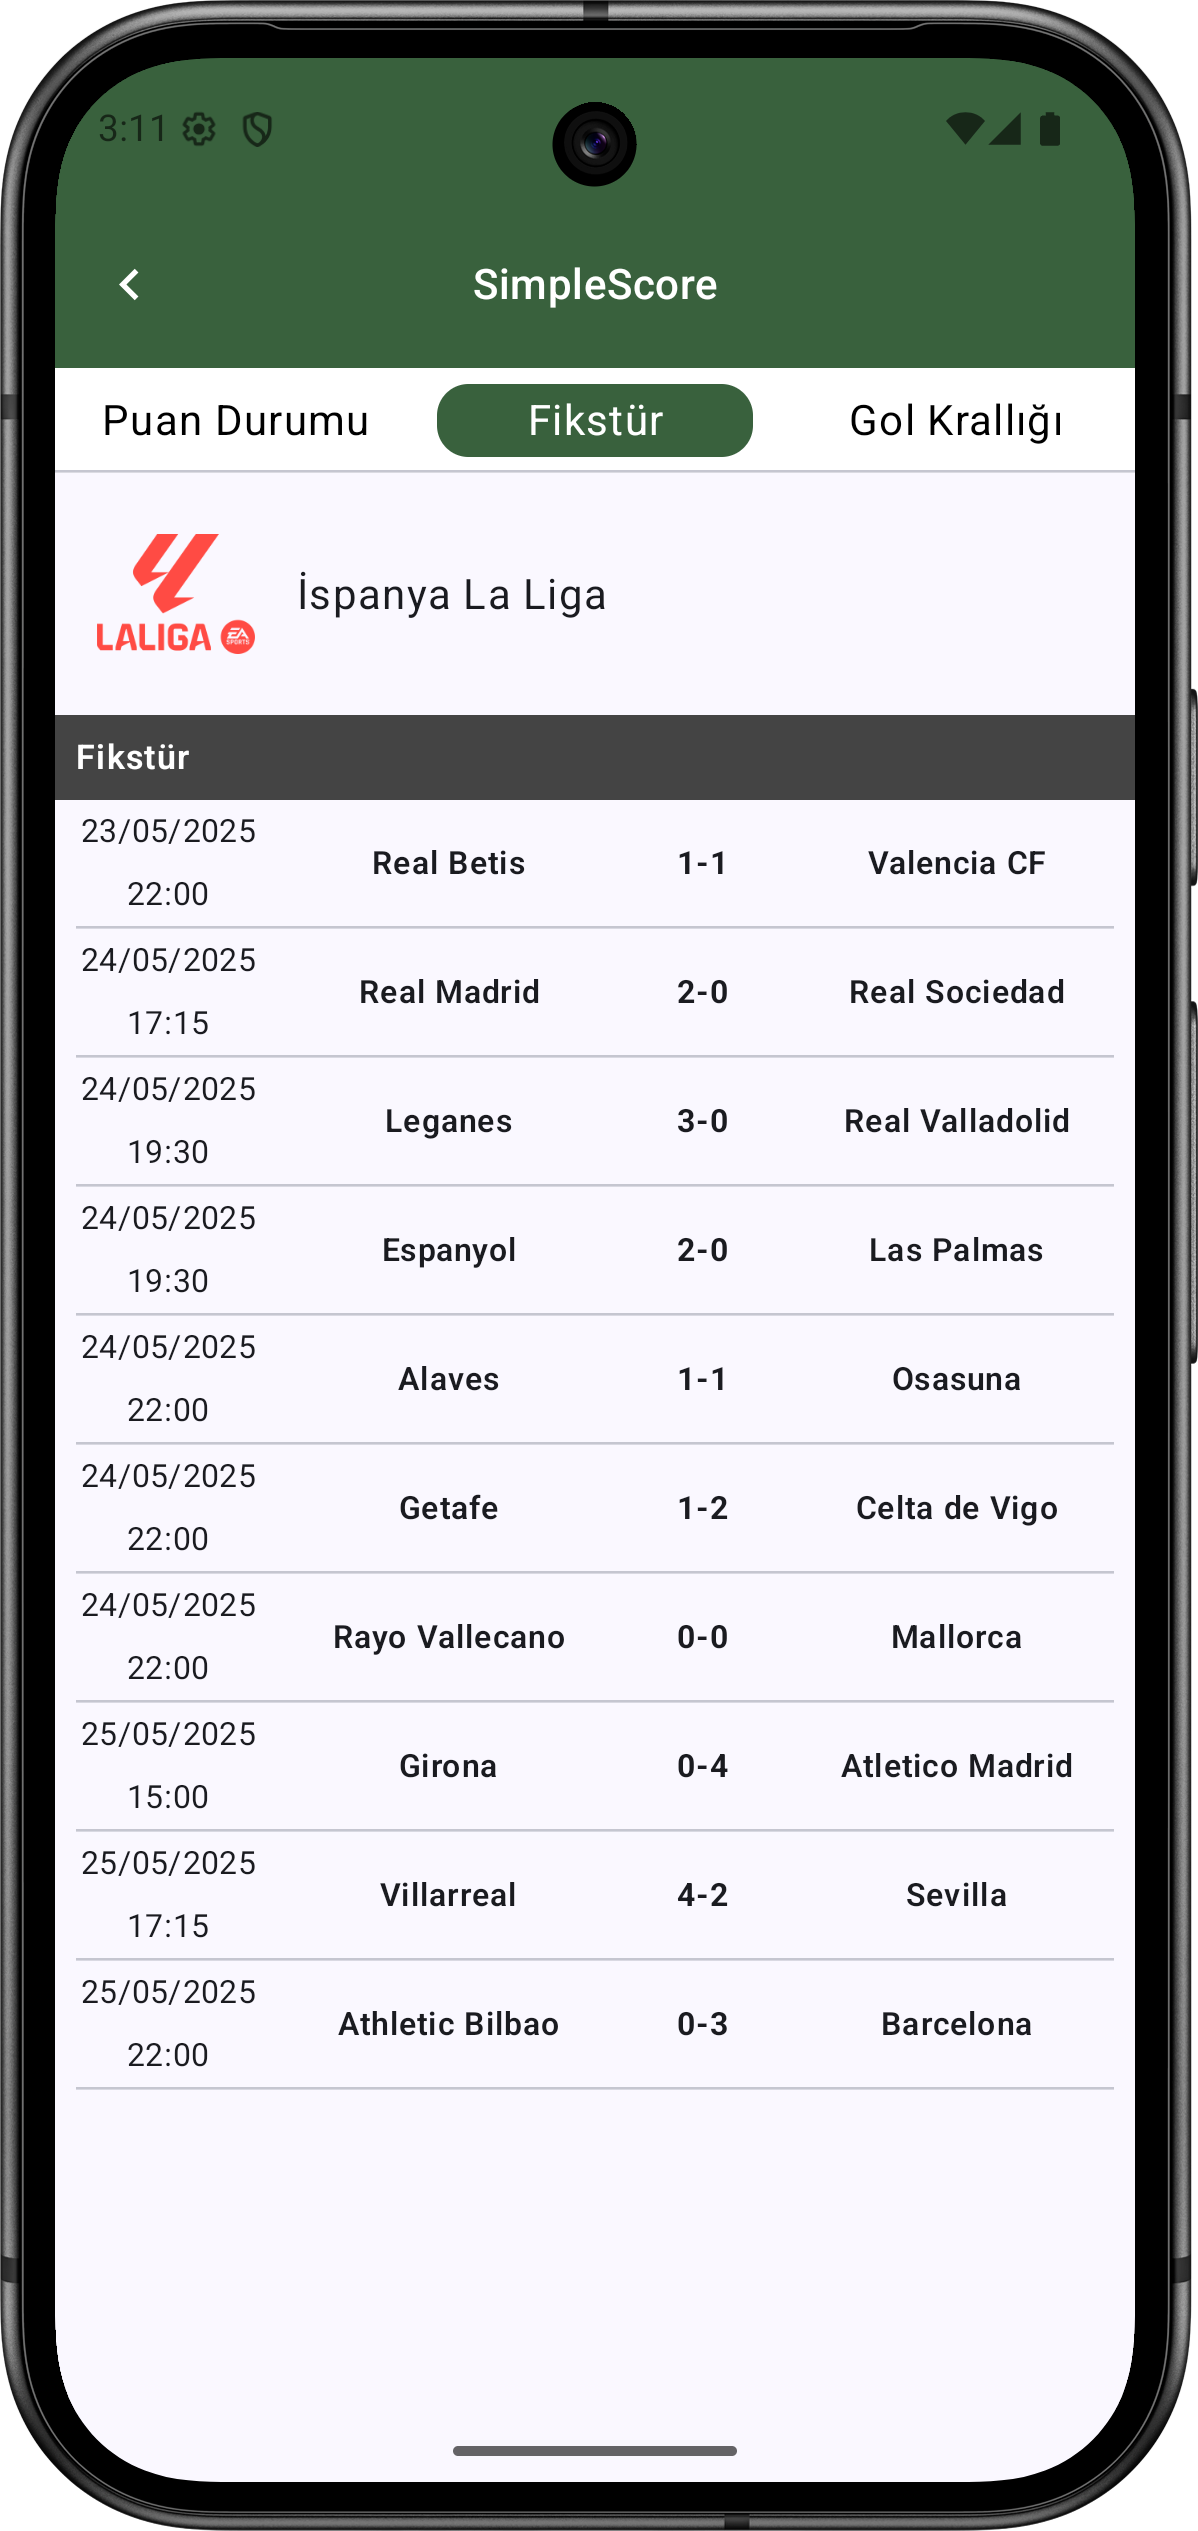 3:11
SimpleScore
Puan Durumu Fikstür Gol Krallığı
LALIGA EA SPORTS
İspanya La Liga
Fikstür
23/05/2025
22:00
Real Betis 1-1 Valencia CF
24/05/2025
17:15
Real Madrid 2-0 Real Sociedad
24/05/2025
19:30
Leganes 3-0 Real Valladolid
24/05/2025
19:30
Espanyol 2-0 Las Palmas
24/05/2025
22:00
Alaves 1-1 Osasuna
24/05/2025
22:00
Getafe 1-2 Celta de Vigo
24/05/2025
22:00
Rayo Vallecano 0-0 Mallorca
25/05/2025
15:00
Girona 0-4 Atletico Madrid
25/05/2025
17:15
Villarreal 4-2 Sevilla
25/05/2025
22:00
Athletic Bilbao 0-3 Barcelona